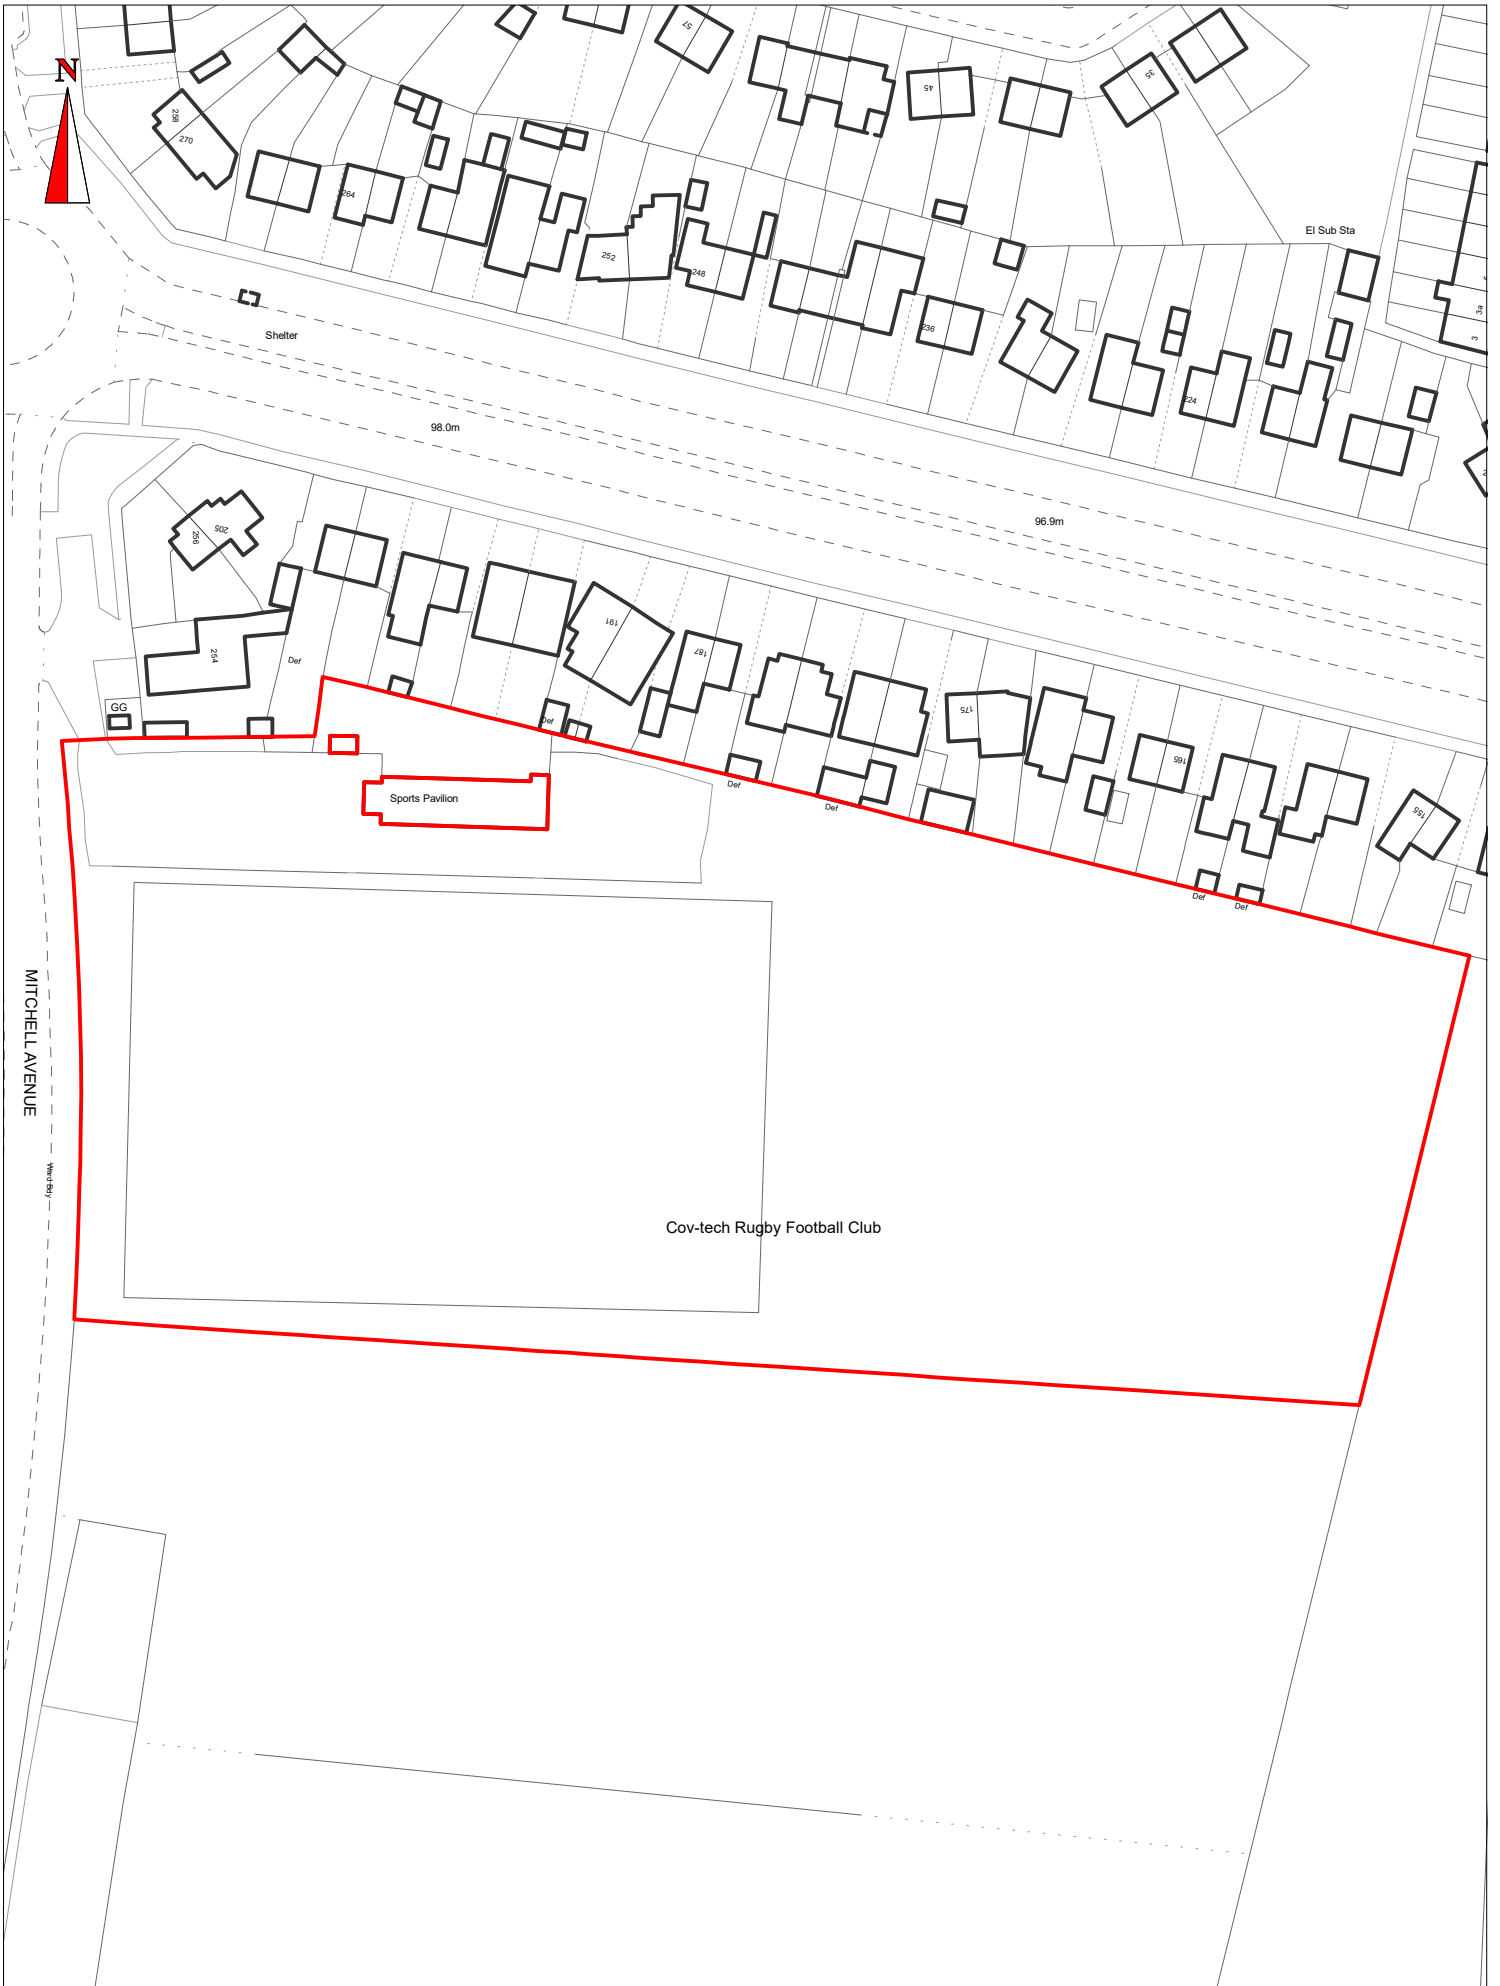 57
N
258
270
45
35
264
El Sub Sta
252
248
3a
3
236
Shelter
224
98.0m
96.9m
205
256
191
187
254
Def
GG
175
Def
165
Def
Sports Pavilion
Def
155
Def
Def
MITCHELL AVENUE
Ward Bdy
Cov-tech Rugby Football Club